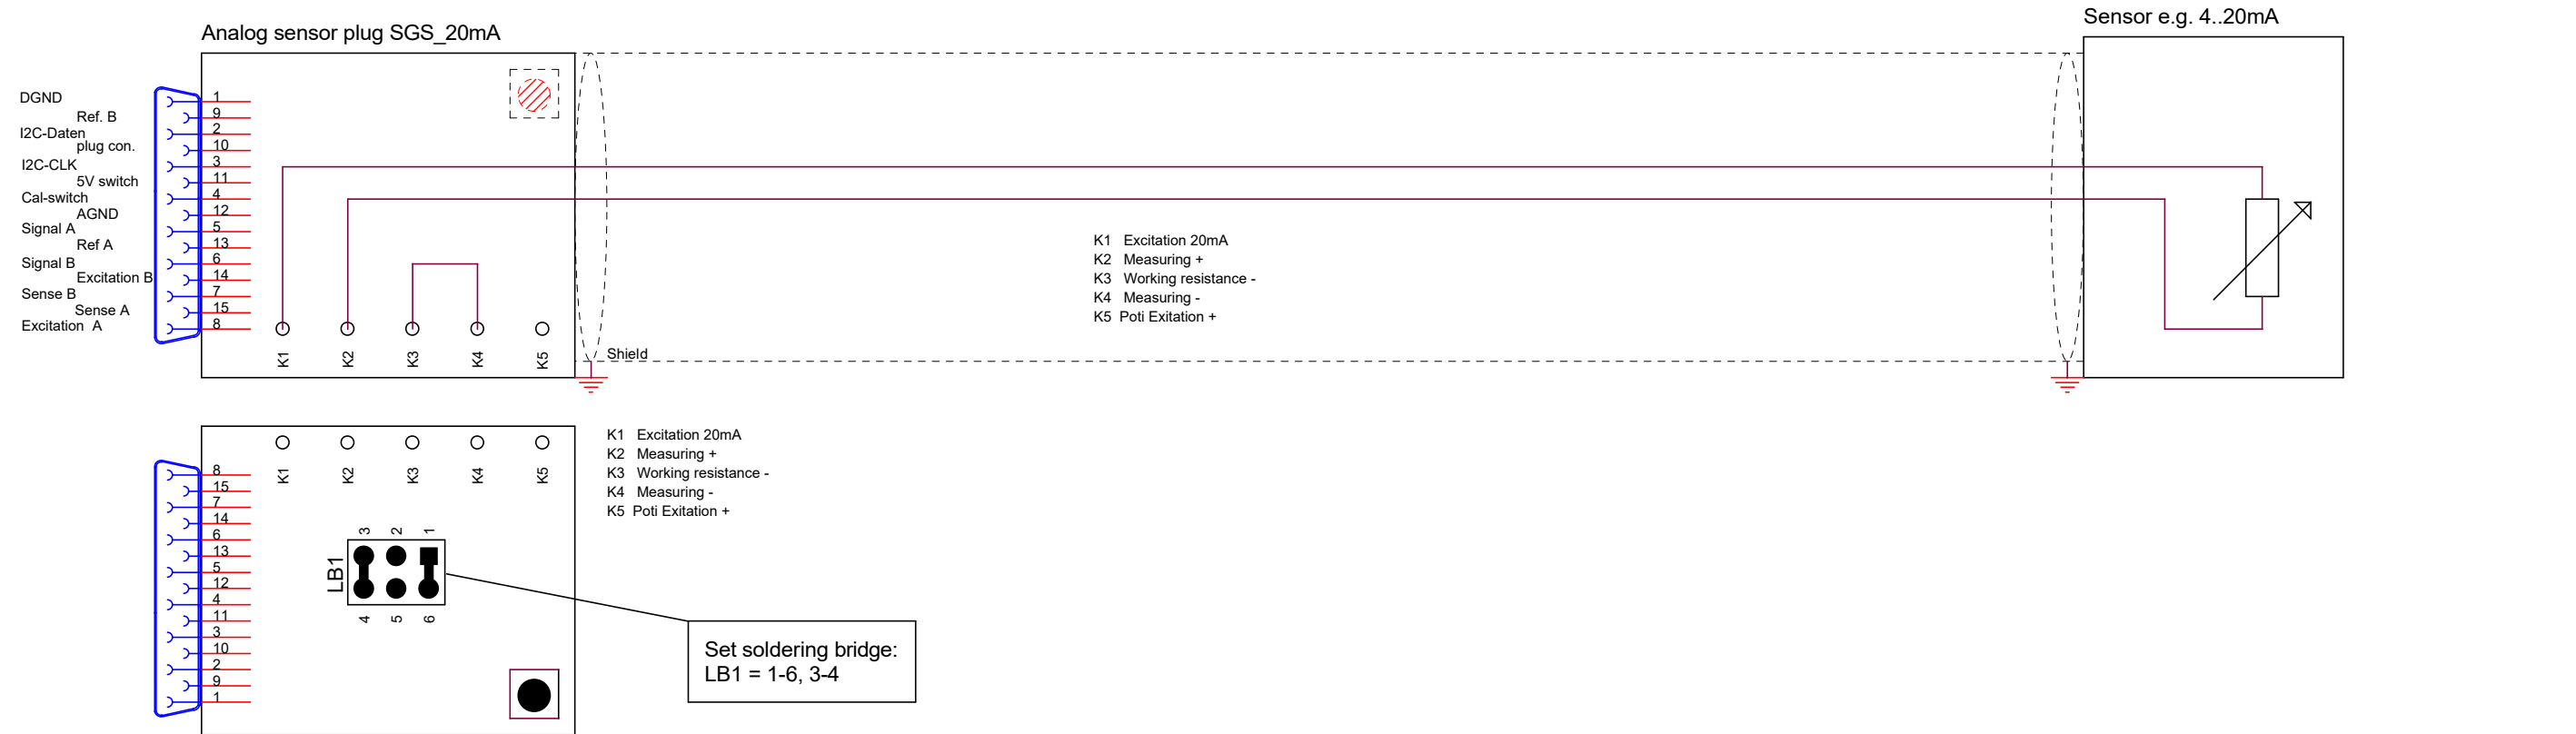 Sensor e.g. 4..20mA
Analog sensor plug SGS_20mA
DGND 1
Ref. B 9
I2C-Daten 2
plug con. 10
I2C-CLK 3
5V switch 11
Cal-switch 4
AGND 12
Signal A 5
Ref A 13
Signal B 6
Excitation B 14
Sense B 7
Sense A 15
Excitation A 8
K1 K2 K3 K4 K5
Shield
K1 Excitation 20mA
K2 Measuring +
K3 Working resistance -
K4 Measuring -
K5 Poti Exitation +
8
15
7
14
6
13
5
12
4
11
3
10
2
9
1
K1 K2 K3 K4 K5
K1 Excitation 20mA
K2 Measuring +
K3 Working resistance -
K4 Measuring -
K5 Poti Exitation +
3 2 1
LB1
4 5 6
Set soldering bridge:
LB1 = 1-6, 3-4